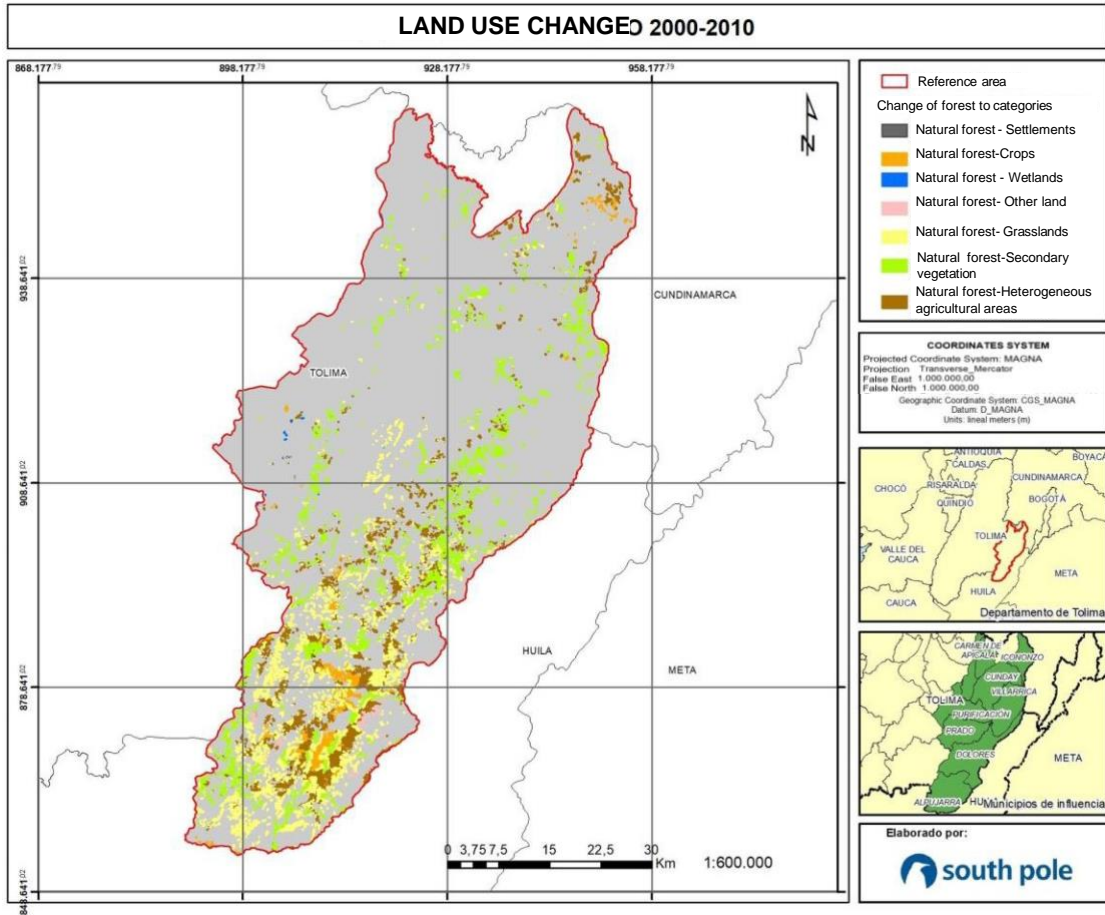 LAND USE CHANGEO 2000-2010
868.177,79
898.177,79
928.177,79
958.177,79
938.641,02
908.641,02
878.641,02
848.641,02
N
CUNDINAMARCA
TOLIMA
HUILA
META
0 3,75 7,5 15 22,5 30
Km
1:600.000
Reference area
Change of forest to categories
Natural forest - Settlements
Natural forest-Crops
Natural forest - Wetlands
Natural forest- Other land
Natural forest- Grasslands
Natural forest-Secondary
vegetation
Natural forest-Heterogeneous
agricultural areas
COORDINATES SYSTEM
Projected Coordinate System: MAGNA
Projection Transverse_Mercator
False East 1.000.000,00
False North 1.000.000,00
Geographic Coordinate System: CGS_MAGNA
Datum: D_MAGNA
Units: lineal meters (m)
ANTIOQUIA
BOYACA
CALDAS
CUNDINAMARCA
CHOCÓ
RISARALDA
BOGOTÁ
QUINDIO
TOLIMA
VALLE DEL
CAUCA
META
HUILA
CAUCA
Departamento de Tolima
CARMEN DE
APICALÁ
ICONONZO
CUNDAY
VILLARRICA
TOLIMA
PURIFICACIÓN
PRADO
META
DOLORES
ALPUJARRA
Municipios de influencia
Elaborado por:
south pole